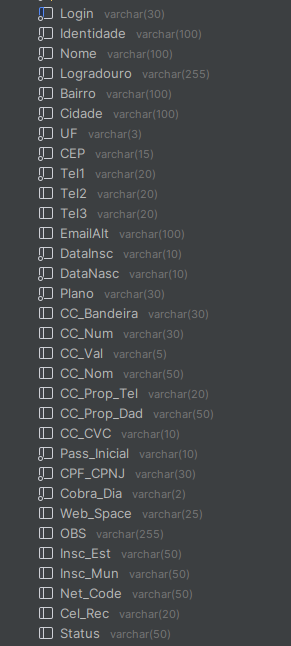 Login varchar(30)
Identidade varchar(100)
Nome varchar(100)
Logradouro varchar(255)
Bairro varchar(100)
Cidade varchar(100)
UF varchar(3)
CEP varchar(15)
Tel1 varchar(20)
Tel2 varchar(20)
Tel3 varchar(20)
EmailAlt varchar(100)
DataInsc varchar(10)
DataNasc varchar(10)
Plano varchar(30)
CC_Bandeira varchar(30)
CC_Num varchar(30)
CC_Val varchar(5)
CC_Nom varchar(50)
CC_Prop_Tel varchar(20)
CC_Prop_Dad varchar(50)
CC_CVC varchar(10)
Pass_Inicial varchar(10)
CPF_CPNJ varchar(30)
Cobra_Dia varchar(2)
Web_Space varchar(25)
OBS varchar(255)
Insc_Est varchar(50)
Insc_Mun varchar(50)
Net_Code varchar(50)
Cel_Rec varchar(20)
Status varchar(50)